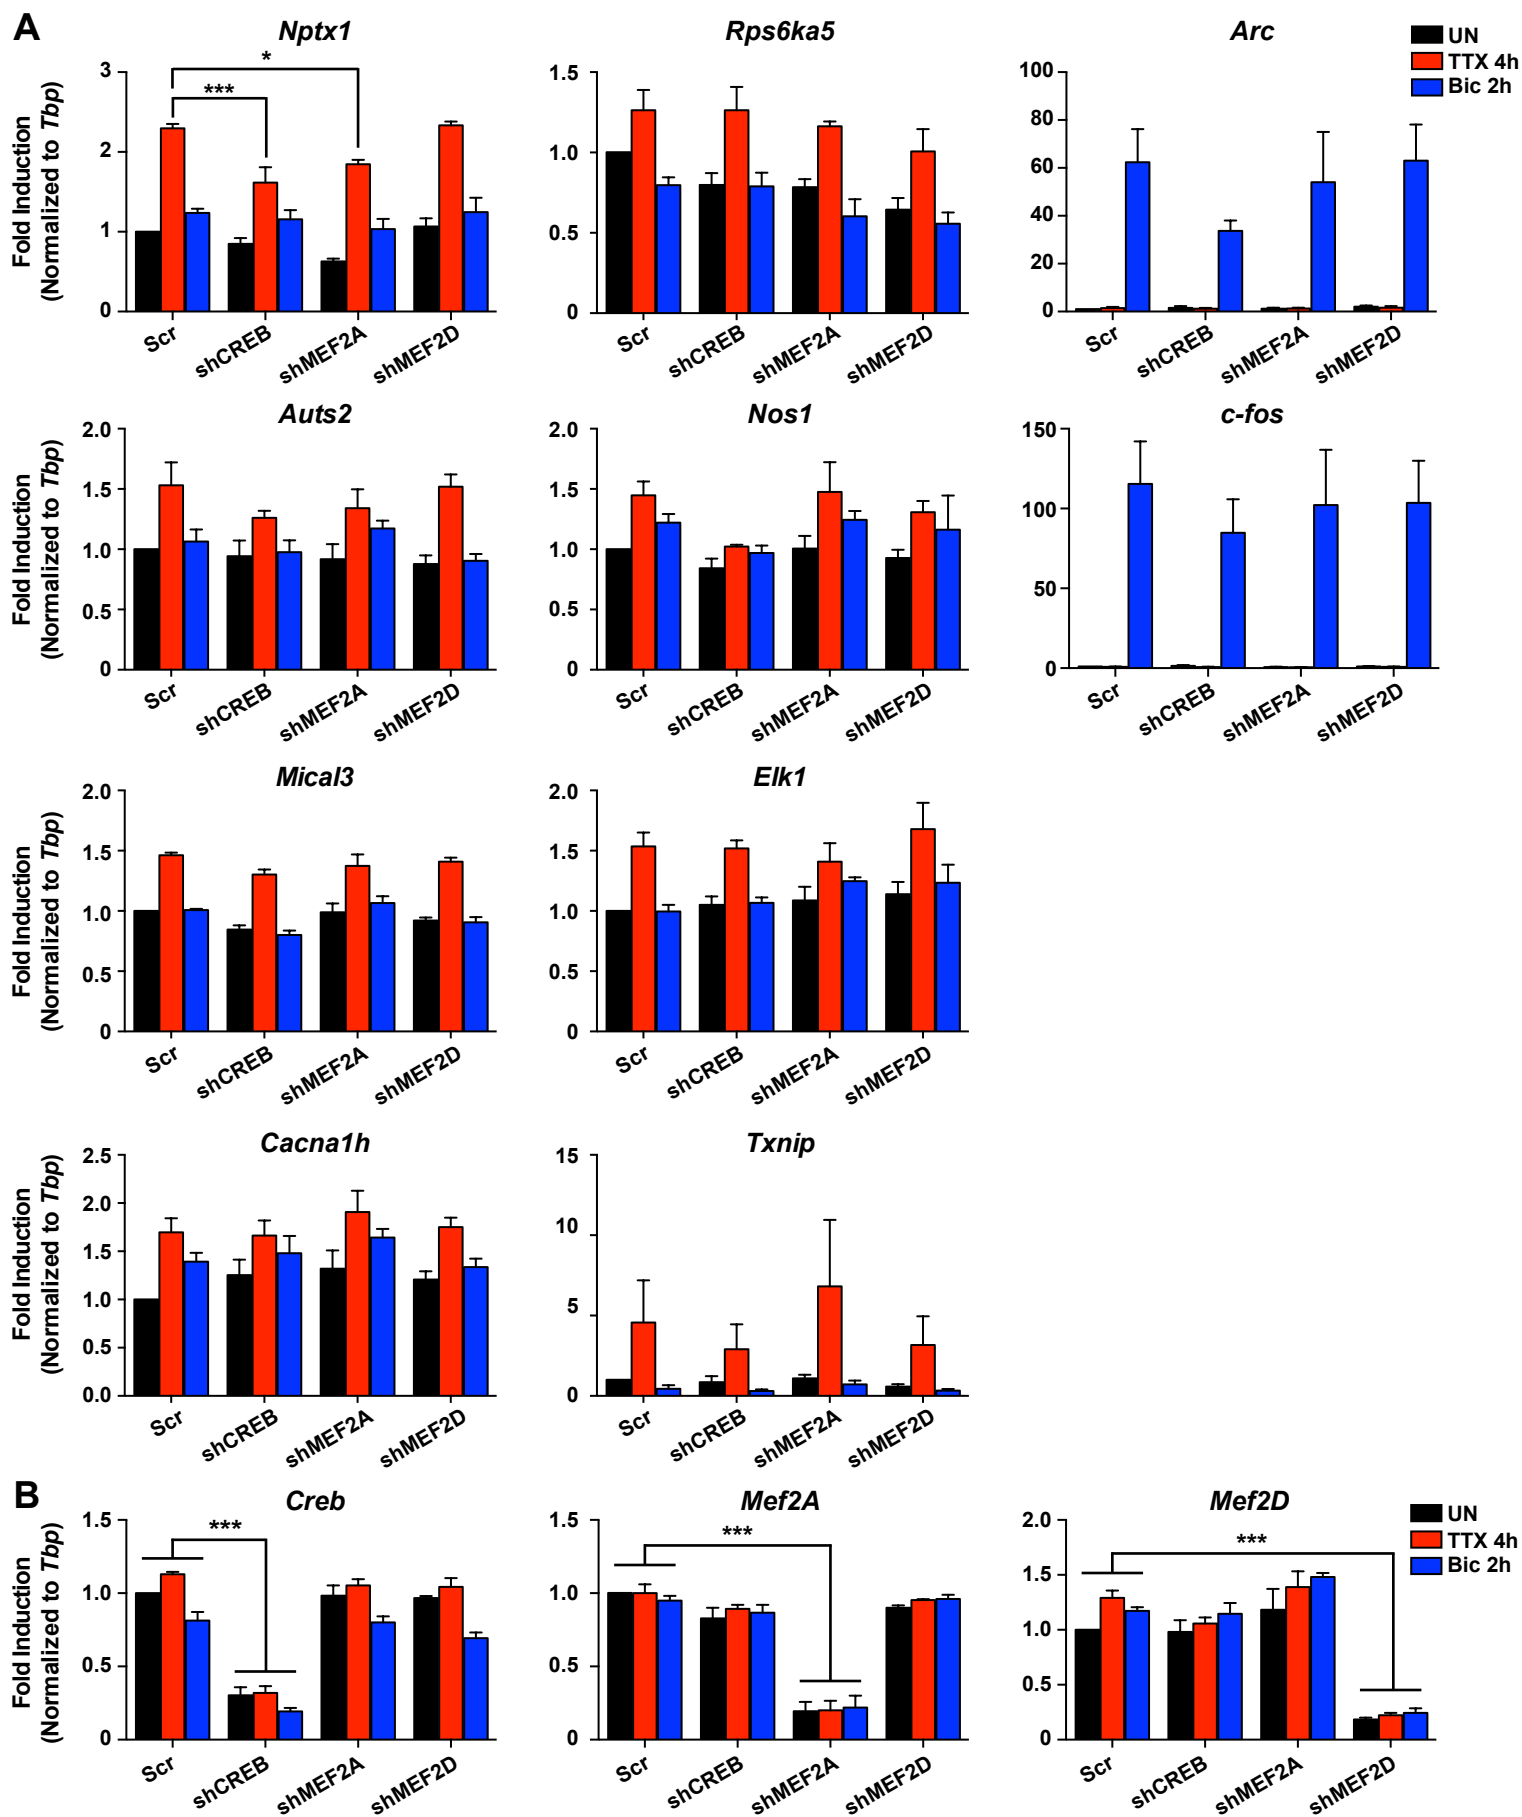 A
Nptx1
Rps6ka5
Arc
UN
TTX 4h
Bic 2h
Fold Induction
(Normalized to Tbp)
3
2
1
0
*
***
Scr
shCREB
shMEF2A
shMEF2D
1.5
1.0
0.5
0
Scr
shCREB
shMEF2A
shMEF2D
100
80
60
40
20
0
Scr
shCREB
shMEF2A
shMEF2D
Auts2
Nos1
c-fos
Fold Induction
(Normalized to Tbp)
2.0
1.5
1.0
0.5
0
Scr
shCREB
shMEF2A
shMEF2D
2.0
1.5
1.0
0.5
0
Scr
shCREB
shMEF2A
shMEF2D
150
100
50
0
Scr
shCREB
shMEF2A
shMEF2D
Mical3
Elk1
Fold Induction
(Normalized to Tbp)
2.0
1.5
1.0
0.5
0
Scr
shCREB
shMEF2A
shMEF2D
2.0
1.5
1.0
0.5
0
Scr
shCREB
shMEF2A
shMEF2D
Cacna1h
Txnip
Fold Induction
(Normalized to Tbp)
2.5
2.0
1.5
1.0
0.5
0.0
Scr
shCREB
shMEF2A
shMEF2D
15
10
5
0
Scr
shCREB
shMEF2A
shMEF2D
B
Creb
Mef2A
Mef2D
UN
TTX 4h
Bic 2h
Fold Induction
(Normalized to Tbp)
1.5
1.0
0.5
0
***
Scr
shCREB
shMEF2A
shMEF2D
1.5
1.0
0.5
0
***
Scr
shCREB
shMEF2A
shMEF2D
2.0
1.5
1.0
0.5
0
***
Scr
shCREB
shMEF2A
shMEF2D